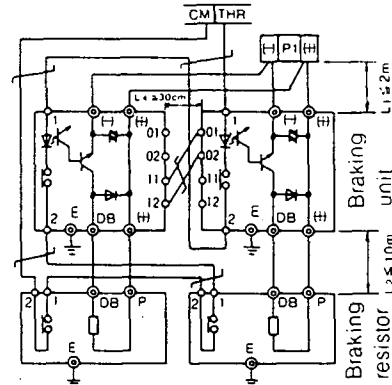 CM THR
(-) P1 (+)
L4≦30cm
L1≦2m
1 (-) (+) 01 1 (-) (+)
02 01
02
11 11
12 12
Braking unit
2 E DB (+) 2 E DB (+)
L2≦10m
2 1 DB P 2 1 DB P
E E
Braking resistor